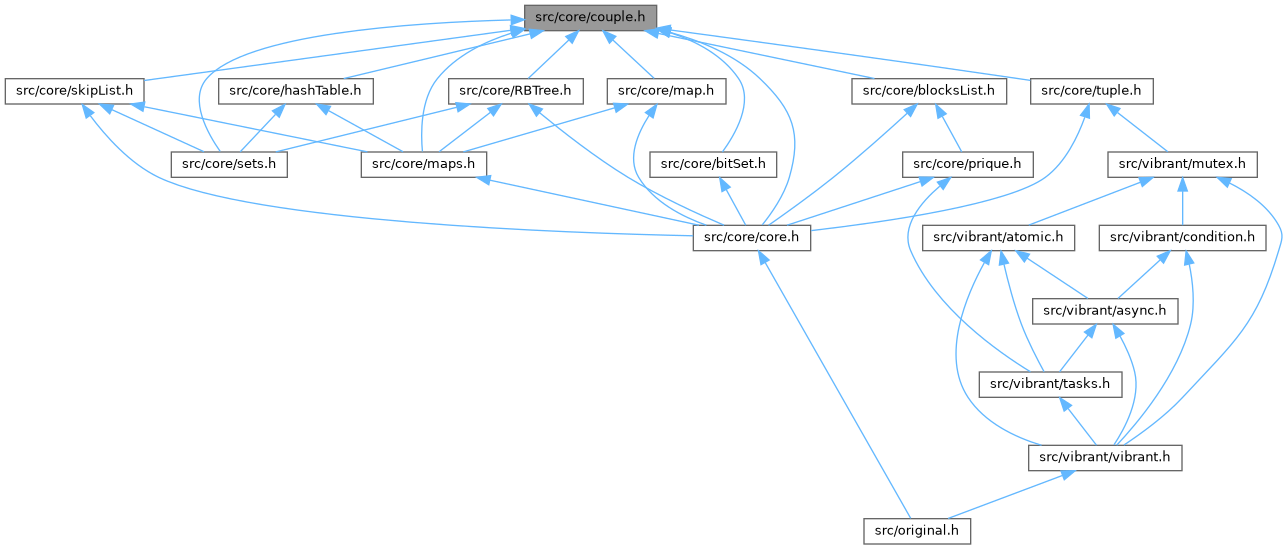 src/core/couple.h
src/core/skipList.h
src/core/hashTable.h
src/core/RBTree.h
src/core/map.h
src/core/blocksList.h
src/core/tuple.h
src/core/sets.h
src/core/maps.h
src/core/bitSet.h
src/core/prique.h
src/vibrant/mutex.h
src/core/core.h
src/vibrant/atomic.h
src/vibrant/condition.h
src/vibrant/async.h
src/vibrant/tasks.h
src/vibrant/vibrant.h
src/original.h